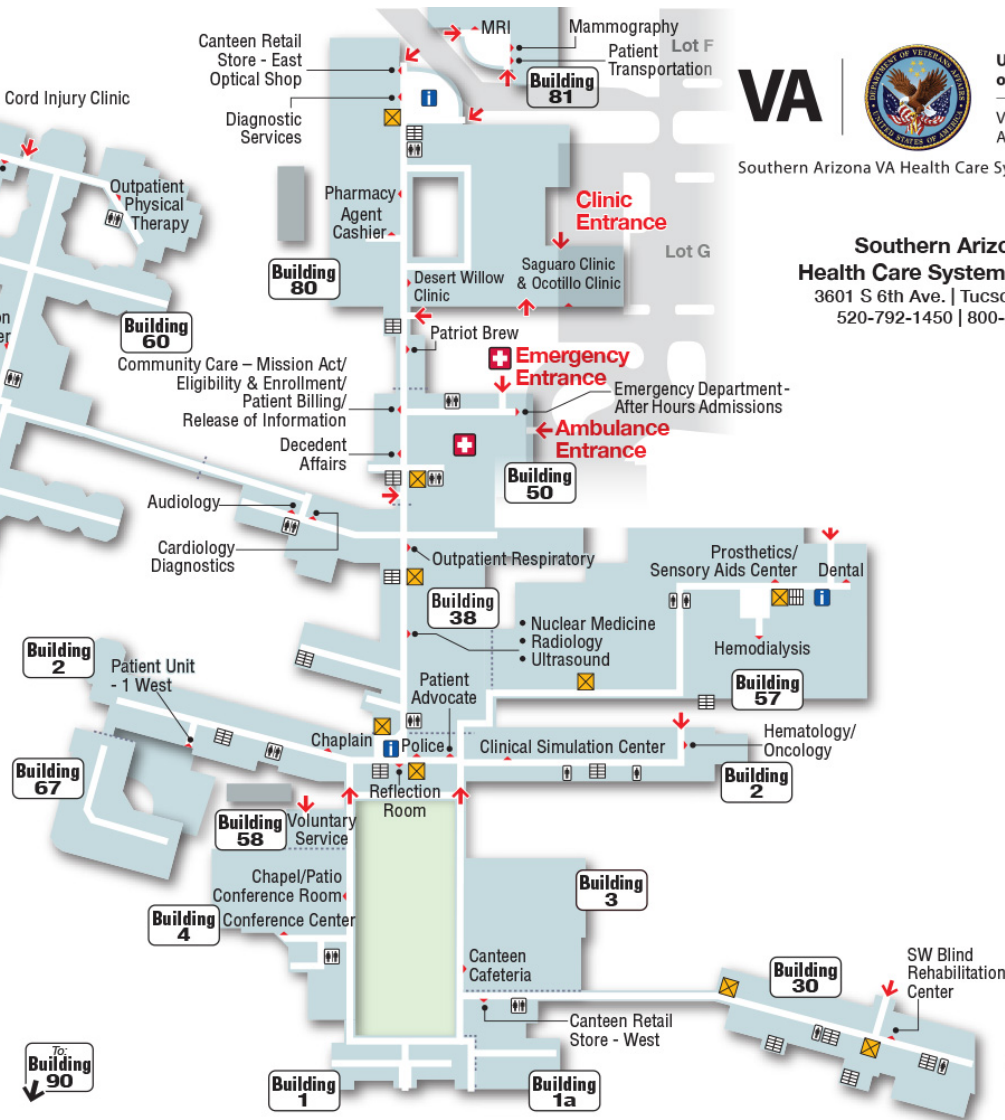 MRI
Mammography
Patient
Transportation
Lot F
Building
81
Canteen Retail
Store - East
Optical Shop
Diagnostic
Services
Cord Injury Clinic
Outpatient
Physical
Therapy
Pharmacy
Agent
Cashier
Building
80
Clinic
Entrance
Saguaro Clinic
& Ocotillo Clinic
Lot G
Desert Willow
Clinic
VA
DEPARTMENT OF VETERANS AFFAIRS
UNITED STATES OF AMERICA
Southern Arizona VA Health Care Sy
Southern Arizo
Health Care System
3601 S 6th Ave. | Tucso
520-792-1450 | 800-
Building
60
Patriot Brew
Community Care – Mission Act/
Eligibility & Enrollment/
Patient Billing/
Release of Information
Emergency
Entrance
Emergency Department -
After Hours Admissions
Ambulance
Entrance
Decedent
Affairs
Building
50
Audiology
Cardiology
Diagnostics
Outpatient Respiratory
Building
38
Prosthetics/
Sensory Aids Center
Dental
Hemodialysis
Building
57
• Nuclear Medicine
• Radiology
• Ultrasound
Building
2
Patient Unit
- 1 West
Patient
Advocate
Chaplain
Police
Clinical Simulation Center
Hematology/
Oncology
Building
2
Building
67
Reflection
Room
Building
58
Voluntary
Service
Chapel/Patio
Conference Room
Building
4
Conference Center
Building
3
Canteen
Cafeteria
Canteen Retail
Store - West
Building
30
SW Blind
Rehabilitation
Center
To:
Building
90
Building
1
Building
1a